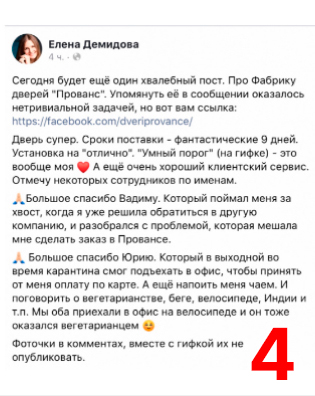 Елена Демидова
4 ч. ·
Сегодня будет ещё один хвалебный пост. Про Фабрику
дверей "Прованс". Упомянуть её в сообщении оказалось
нетривиальной задачей, но вот вам ссылка:
https://facebook.com/dveriprovance/
Дверь супер. Сроки поставки - фантастические 9 дней.
Установка на "отлично". "Умный порог" (на гифке) - это
вообще моя ❤️ А ещё очень хороший клиентский сервис.
Отмечу некоторых сотрудников по именам.
🙏Большое спасибо Вадиму. Который поймал меня за
хвост, когда я уже решила обратиться в другую
компанию, и разобрался с проблемой, которая мешала
мне сделать заказ в Провансе.
🙏 Большое спасибо Юрию. Который в выходной во
время карантина смог подъехать в офис, чтобы принять
от меня оплату по карте. А ещё напоить меня чаем. И
поговорить о вегетарианстве, беге, велосипеде, Индии и
т.п. Мы оба приехали в офис на велосипеде и он тоже
оказался вегетарианцем ☺️
Фоточки в комментах, вместе с гифкой их не
опубликовать.
4